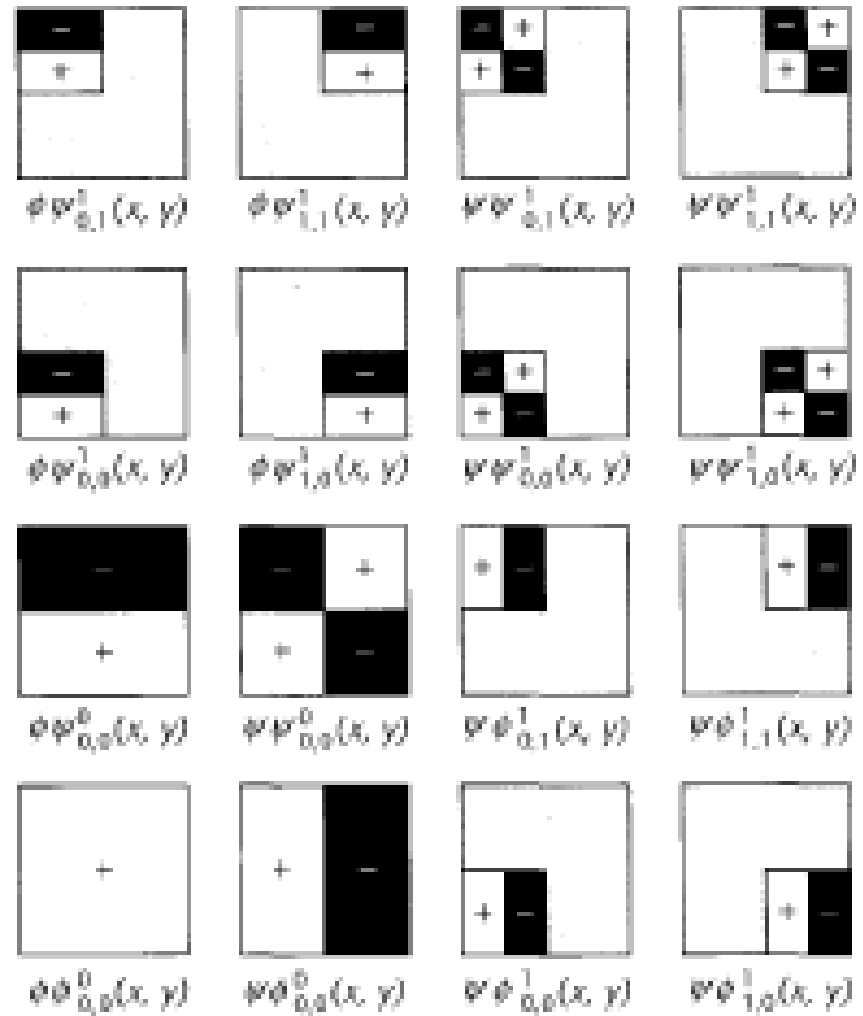 − − − + − +
+ + + − + −
ϕψ¹₀,₁(x, y) ϕψ¹₁,₁(x, y) ψψ¹₀,₁(x, y) ψψ¹₁,₁(x, y)
− − − + − +
+ + + − + −
ϕψ¹₀,₀(x, y) ϕψ¹₁,₀(x, y) ψψ¹₀,₀(x, y) ψψ¹₁,₀(x, y)
− − + + − + −
+ + −
ϕψ⁰₀,₀(x, y) ψψ⁰₀,₀(x, y) ψϕ¹₀,₁(x, y) ψϕ¹₁,₁(x, y)
+ + −
+ − + −
ϕϕ⁰₀,₀(x, y) ψϕ⁰₀,₀(x, y) ψϕ¹₀,₀(x, y) ψϕ¹₁,₀(x, y)